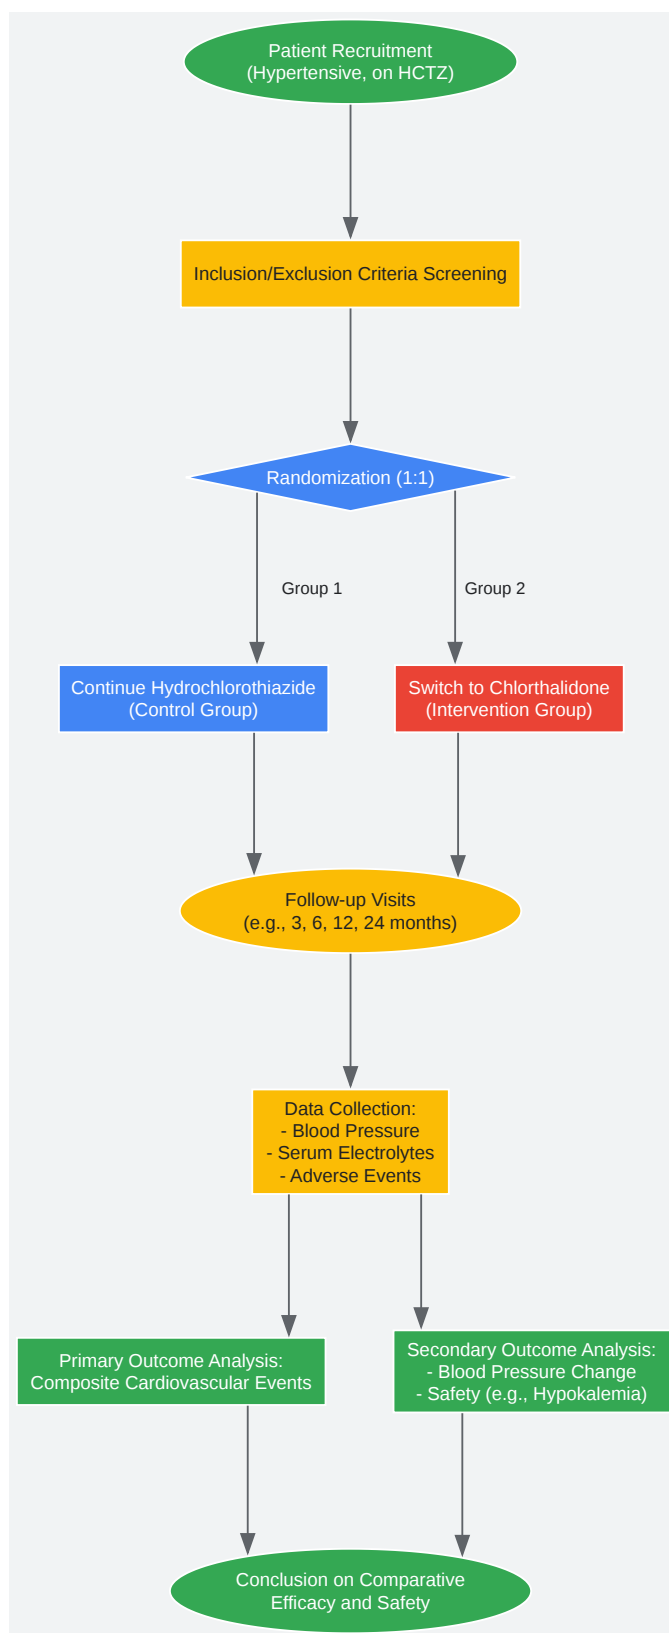 Patient Recruitment
(Hypertensive, on HCTZ)
Inclusion/Exclusion Criteria Screening
Randomization (1:1)
Group 1
Group 2
Continue Hydrochlorothiazide
(Control Group)
Switch to Chlorthalidone
(Intervention Group)
Follow-up Visits
(e.g., 3, 6, 12, 24 months)
Data Collection:
- Blood Pressure
- Serum Electrolytes
- Adverse Events
Primary Outcome Analysis:
Composite Cardiovascular Events
Secondary Outcome Analysis:
- Blood Pressure Change
- Safety (e.g., Hypokalemia)
Conclusion on Comparative
Efficacy and Safety